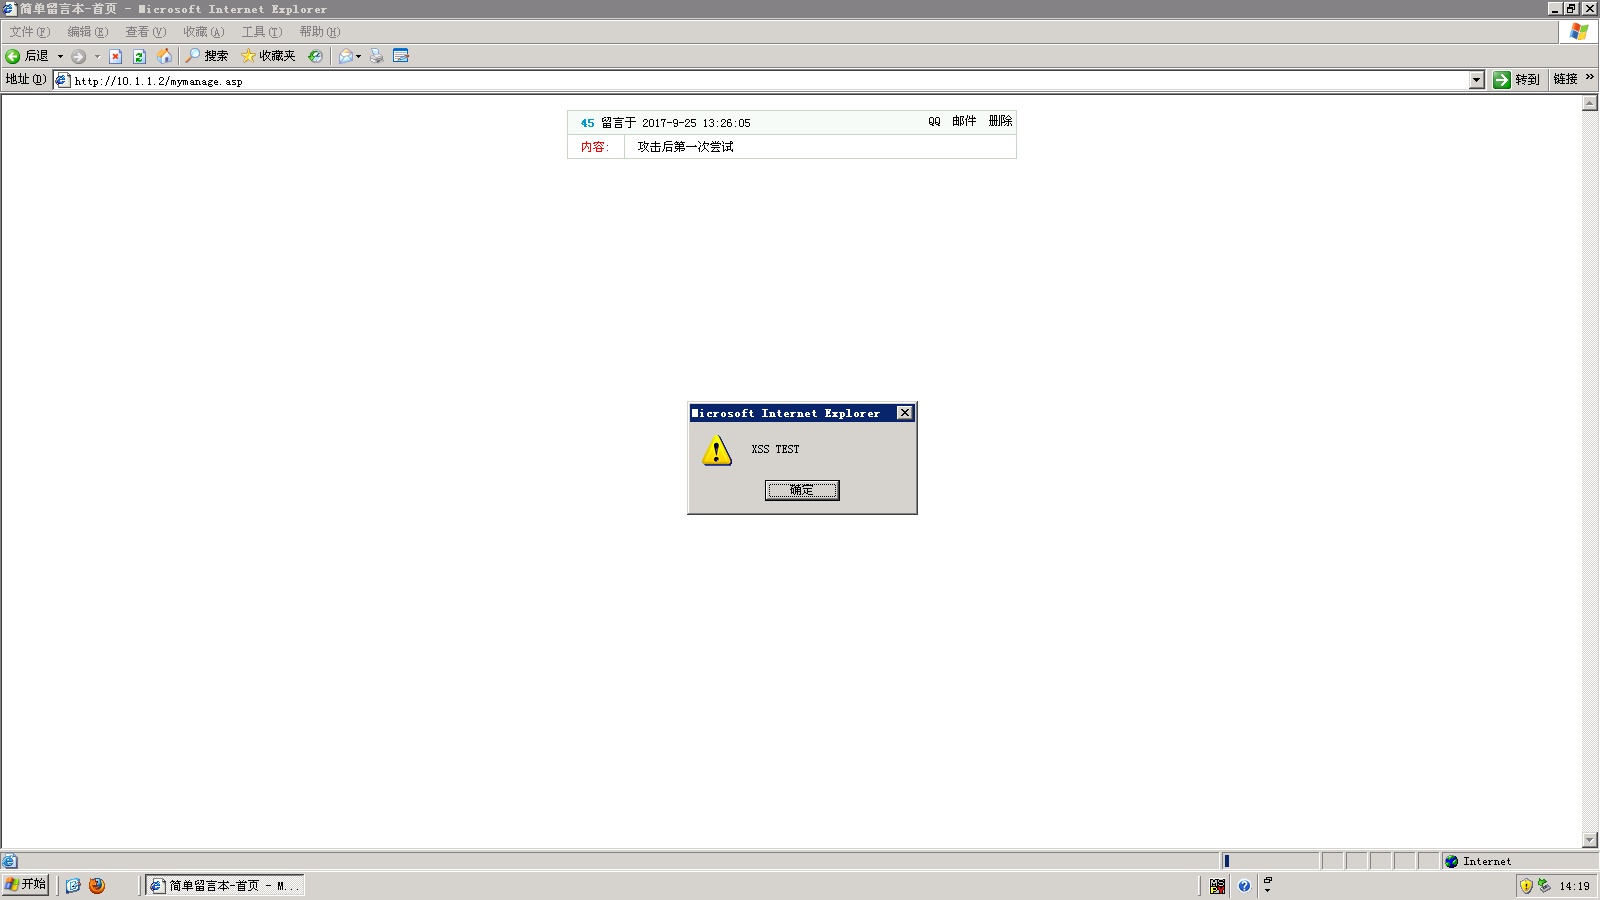 简单留言本-首页 - Microsoft Internet Explorer
文件(F) 编辑(E) 查看(V) 收藏(A) 工具(T) 帮助(H)
后退 搜索 收藏夹
地址(D) http://10.1.1.2/mymanage.asp 转到 链接 »
45 留言于 2017-9-25 13:26:05 QQ 邮件 删除
内容: 攻击后第一次尝试
Microsoft Internet Explorer
XSS TEST
确定
Internet
开始 简单留言本-首页 - M... 14:19